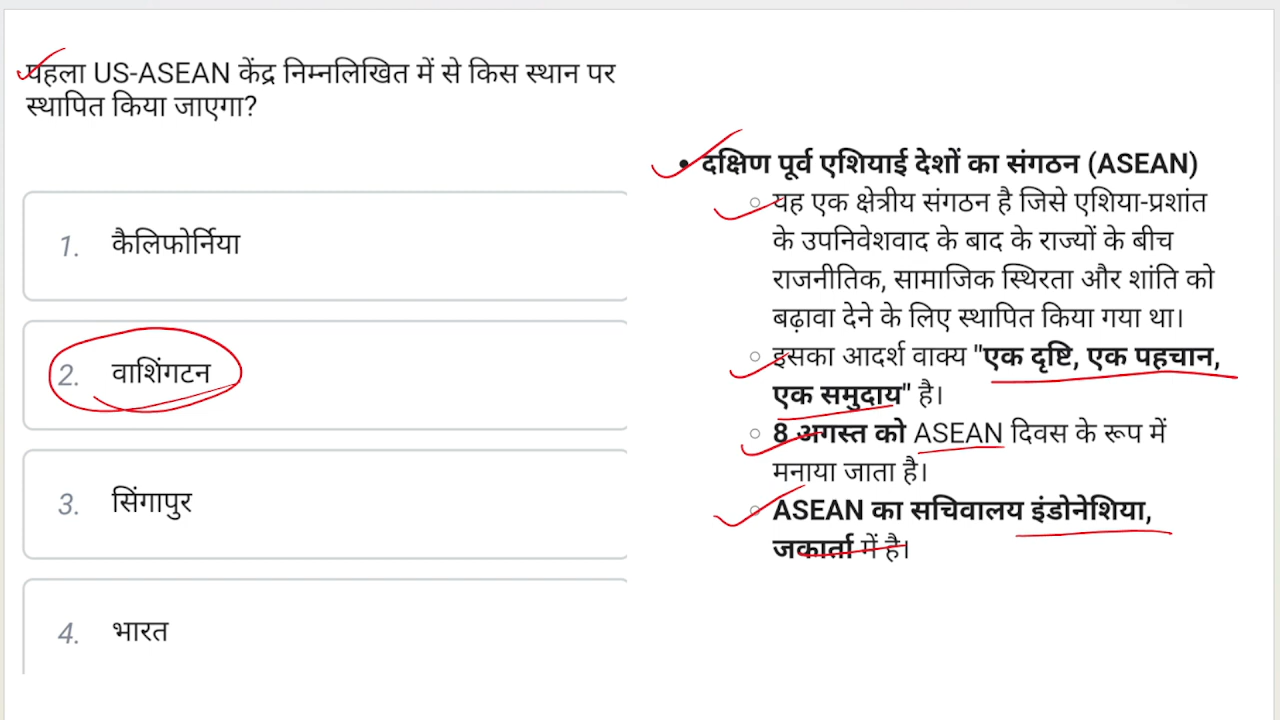 पहला US-ASEAN केंद्र निम्नलिखित में से किस स्थान पर
स्थापित किया जाएगा?
1. कैलिफोर्निया
2. वाशिंगटन
3. सिंगापुर
4. भारत
• दक्षिण पूर्व एशियाई देशों का संगठन (ASEAN)
○ यह एक क्षेत्रीय संगठन है जिसे एशिया-प्रशांत
के उपनिवेशवाद के बाद के राज्यों के बीच
राजनीतिक, सामाजिक स्थिरता और शांति को
बढ़ावा देने के लिए स्थापित किया गया था।
○ इसका आदर्श वाक्य "एक दृष्टि, एक पहचान,
एक समुदाय" है।
○ 8 अगस्त को ASEAN दिवस के रूप में
मनाया जाता है।
○ ASEAN का सचिवालय इंडोनेशिया,
जकार्ता में है।